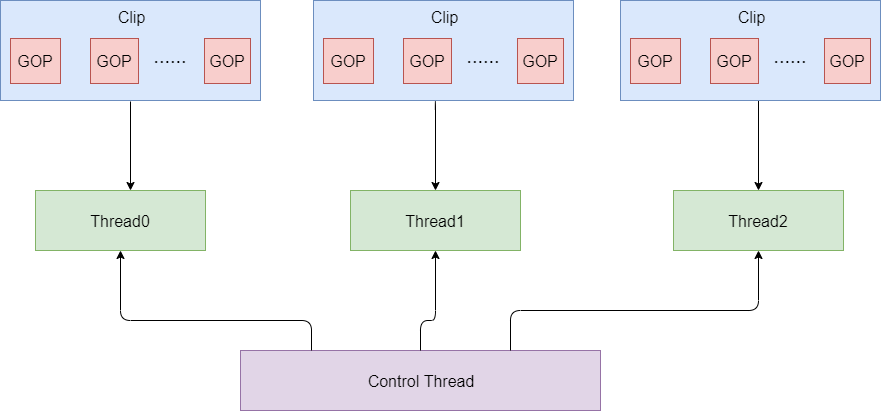 Clip Clip Clip
GOP GOP ...... GOP GOP GOP ...... GOP GOP GOP ...... GOP
Thread0 Thread1 Thread2
Control Thread